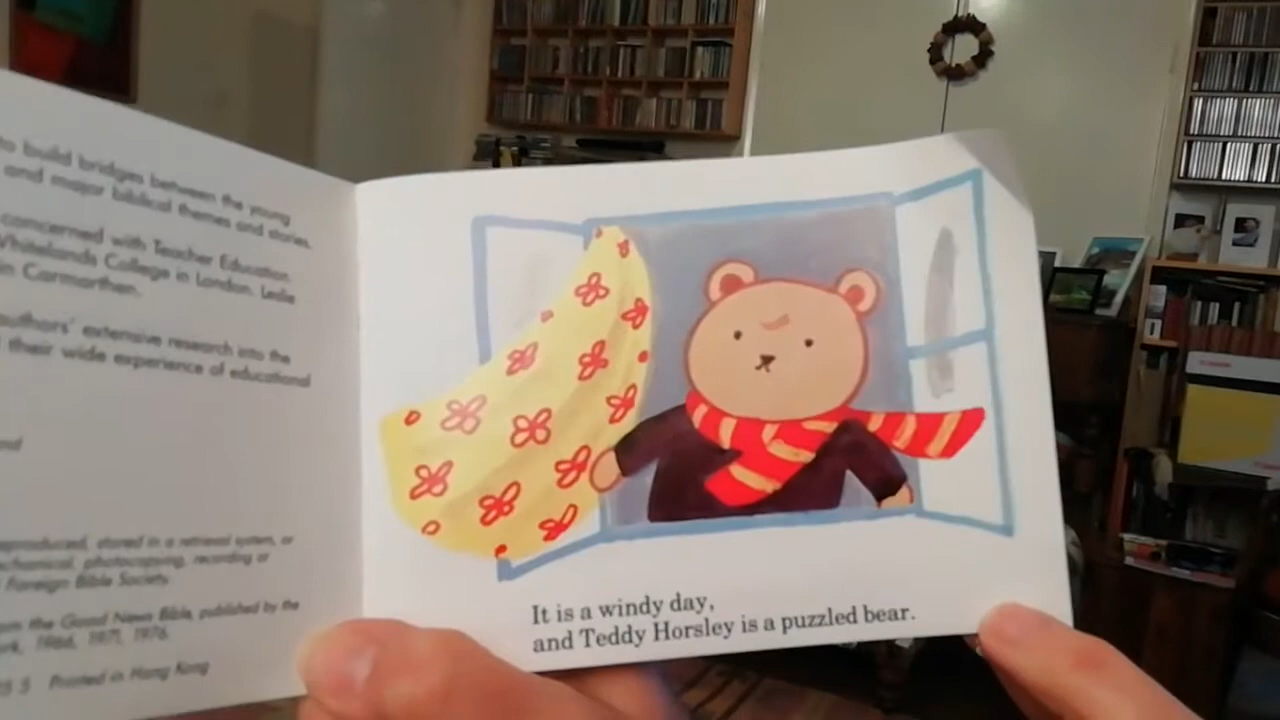 to build bridges between the young
and major biblical themes and stories.
concerned with Teacher Education
Whitelands College in London. Leslie
in Carmarthen.
authors' extensive research into the
their wide experience of educational
and
reproduced, stored in a retrieval system, or
mechanical, photocopying, recording or
Foreign Bible Society.
from the Good News Bible, published by the
1966, 1971, 1976.
Printed in Hong Kong
It is a windy day,
and Teddy Horsley is a puzzled bear.